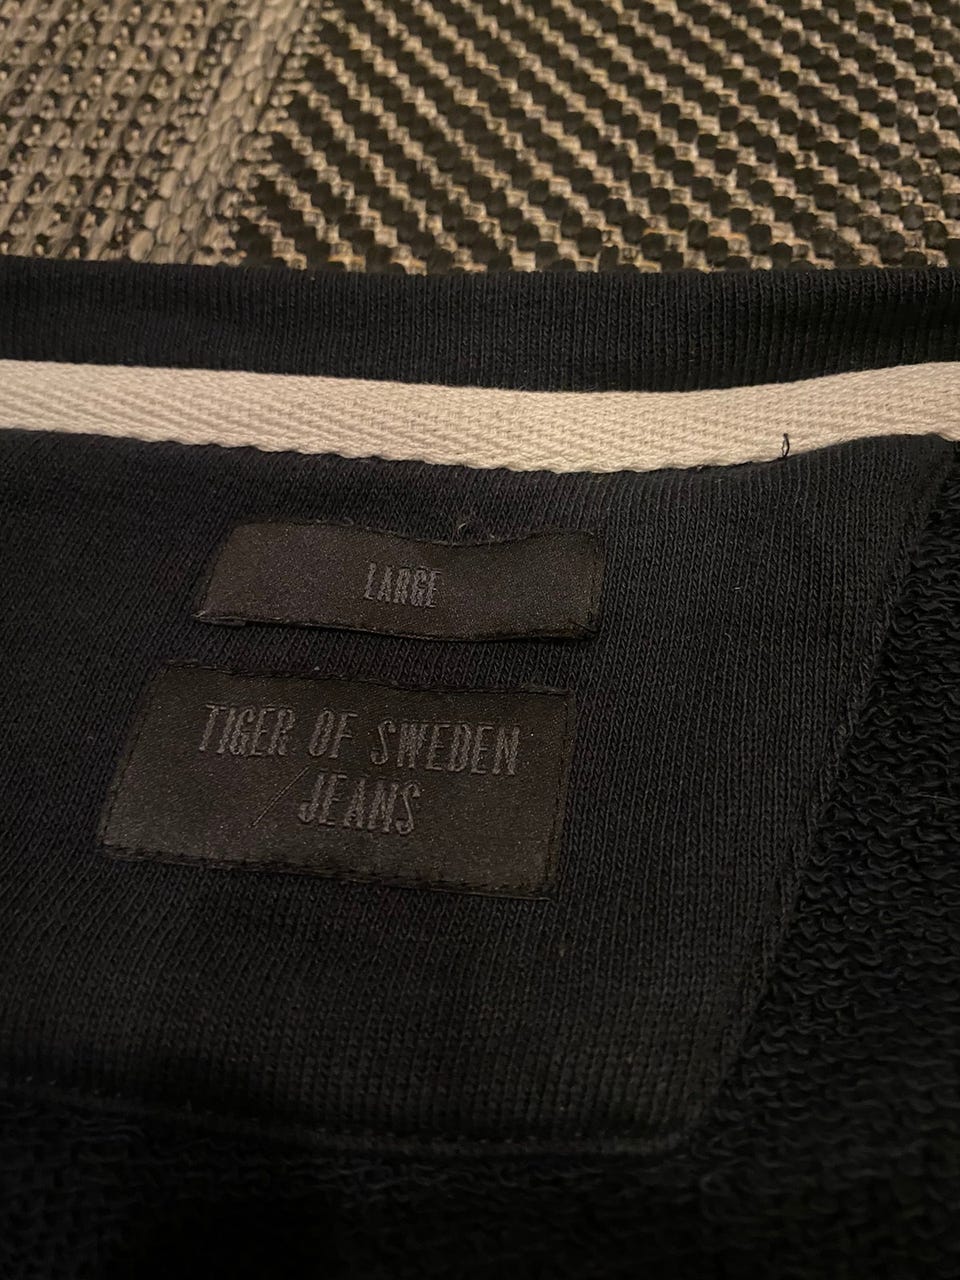 LARGE
TIGER OF SWEDEN
/JEANS